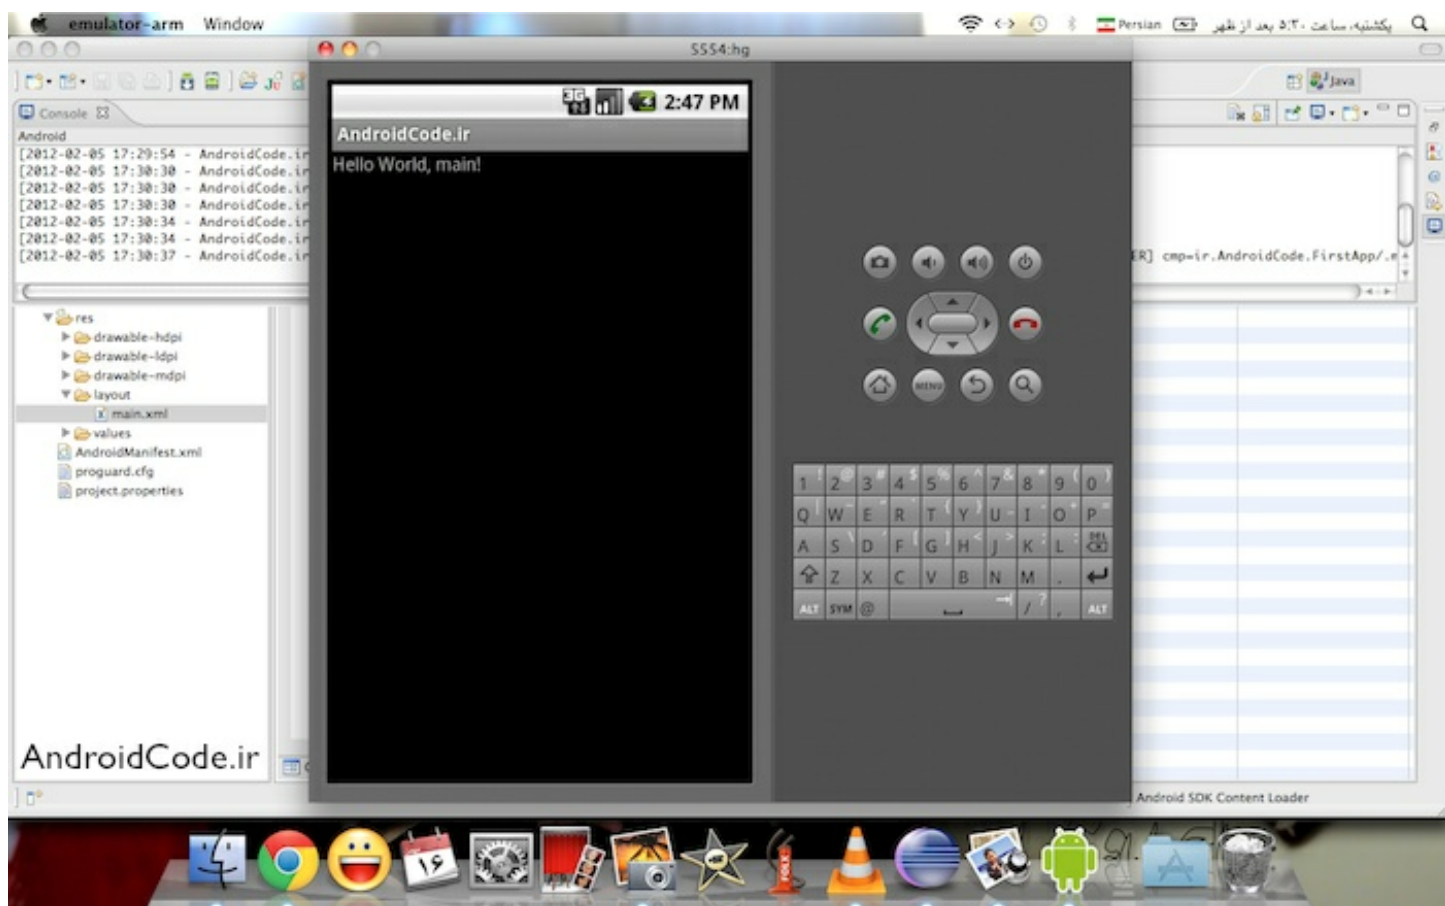 emulator-arm Window Persian یکشنبه، ساعت ۵:۳۰ بعد از ظهر
5554:hg
Java
Console
Android
[2012-02-05 17:29:54 - AndroidCode.ir
[2012-02-05 17:30:30 - AndroidCode.ir
[2012-02-05 17:30:30 - AndroidCode.ir
[2012-02-05 17:30:30 - AndroidCode.ir
[2012-02-05 17:30:34 - AndroidCode.ir
[2012-02-05 17:30:34 - AndroidCode.ir
[2012-02-05 17:30:37 - AndroidCode.ir ER] cmp=ir.AndroidCode.FirstApp/.m
3G 2:47 PM
AndroidCode.ir
Hello World, main!
res
drawable-hdpi
drawable-ldpi
drawable-mdpi
layout
main.xml
values
AndroidManifest.xml
proguard.cfg
project.properties
MENU
1 ! 2 @ 3 # 4 $ 5 % 6 ^ 7 & 8 * 9 ( 0 )
Q W E R T Y U I O P
A S D F G H J K L DEL
Z X C V B N M .
ALT SYM @ / ? , ALT
AndroidCode.ir
Android SDK Content Loader
۱۶
FOLX